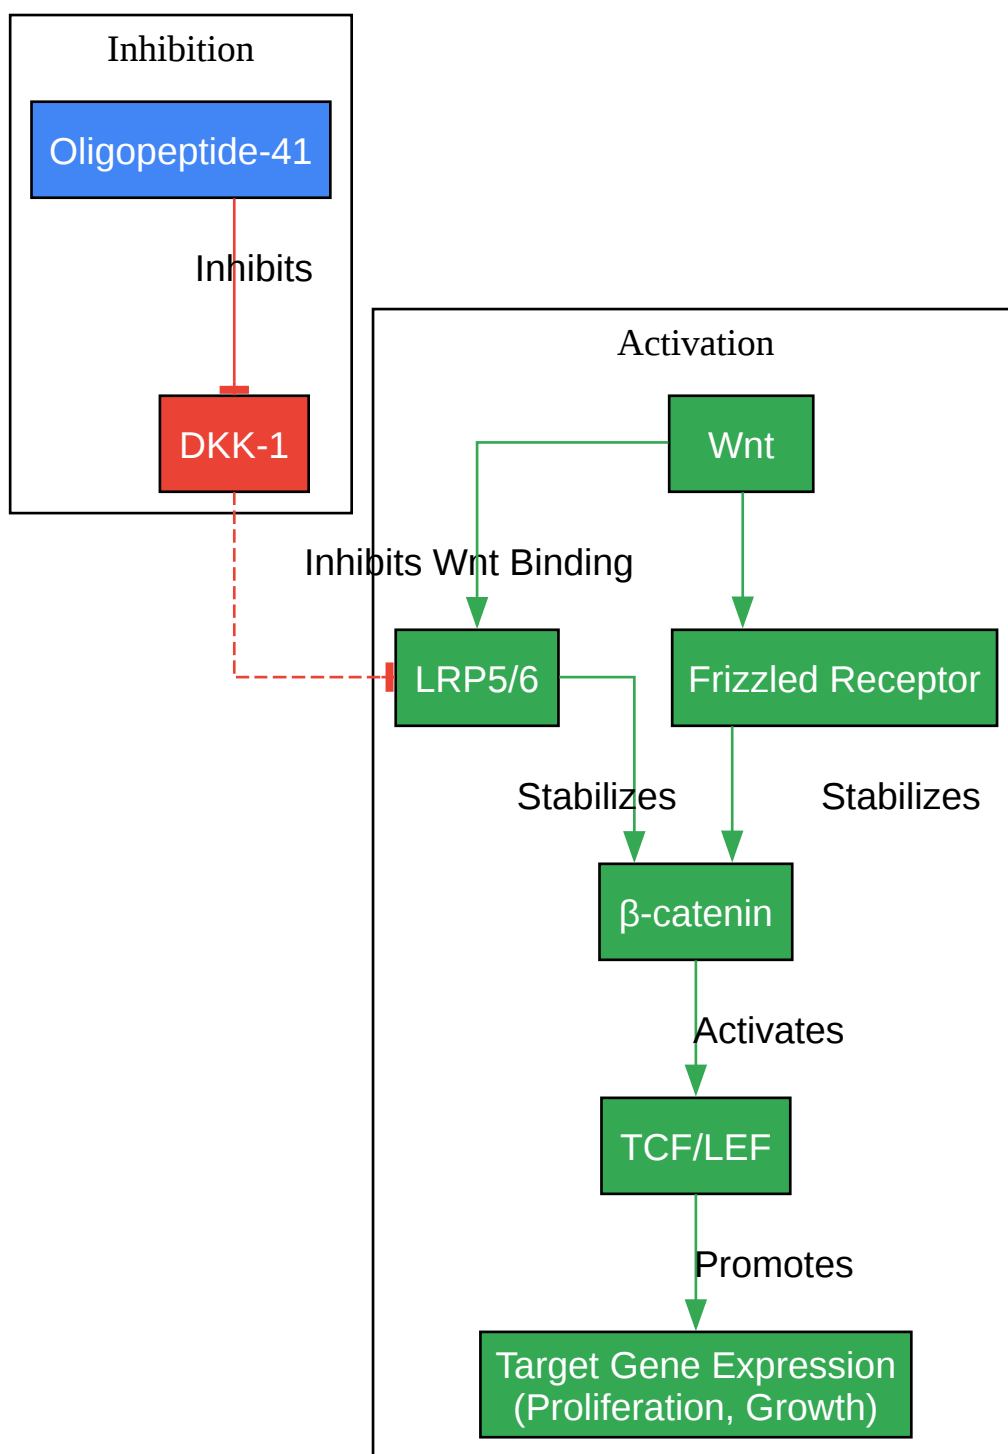 Inhibition
Oligopeptide-41
Inhibits
DKK-1
Activation
Wnt
Inhibits Wnt Binding
LRP5/6
Frizzled Receptor
Stabilizes
Stabilizes
β-catenin
Activates
TCF/LEF
Promotes
Target Gene Expression
(Proliferation, Growth)